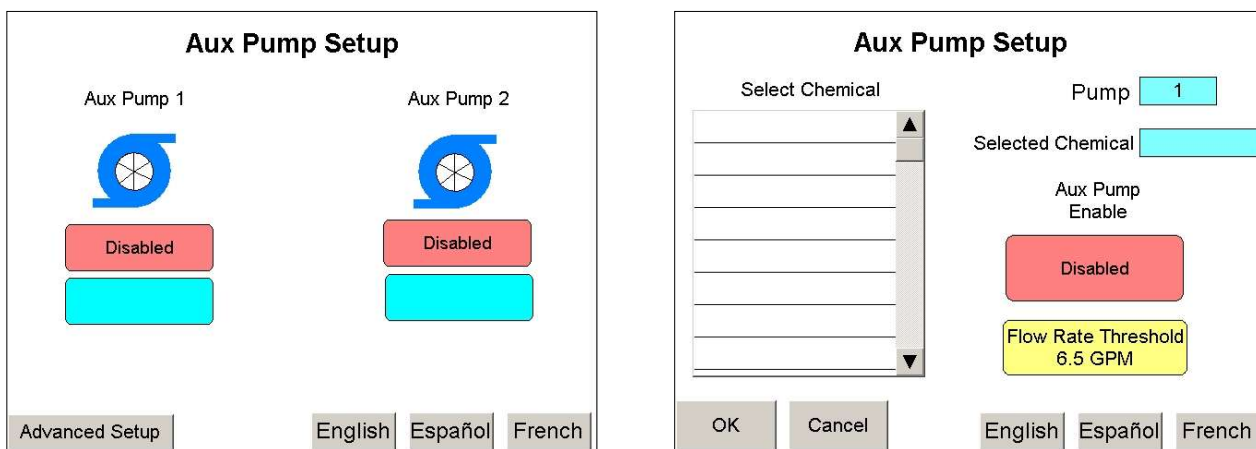 Aux Pump Setup
Aux Pump 1
Aux Pump 2
Disabled
Disabled
Advanced Setup
English
Español
French
Aux Pump Setup
Select Chemical
Pump 1
Selected Chemical
Aux Pump
Enable
Disabled
Flow Rate Threshold
6.5 GPM
OK
Cancel
English
Español
French